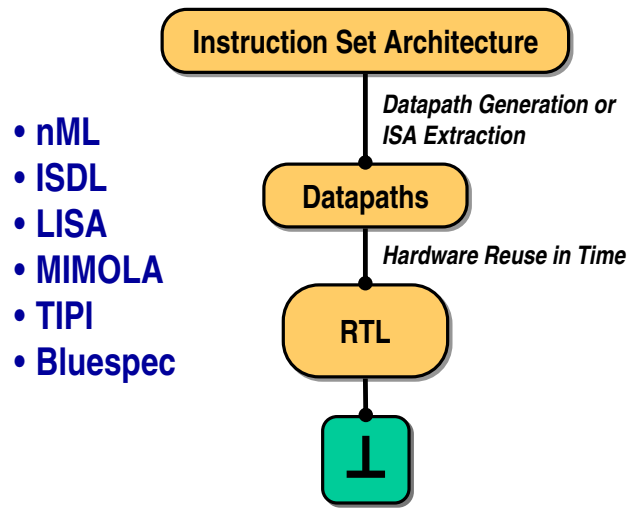 Instruction Set Architecture
Datapath Generation or
ISA Extraction
• nML
• ISDL
• LISA
• MIMOLA
• TIPI
• Bluespec
Datapaths
Hardware Reuse in Time
RTL
⊥